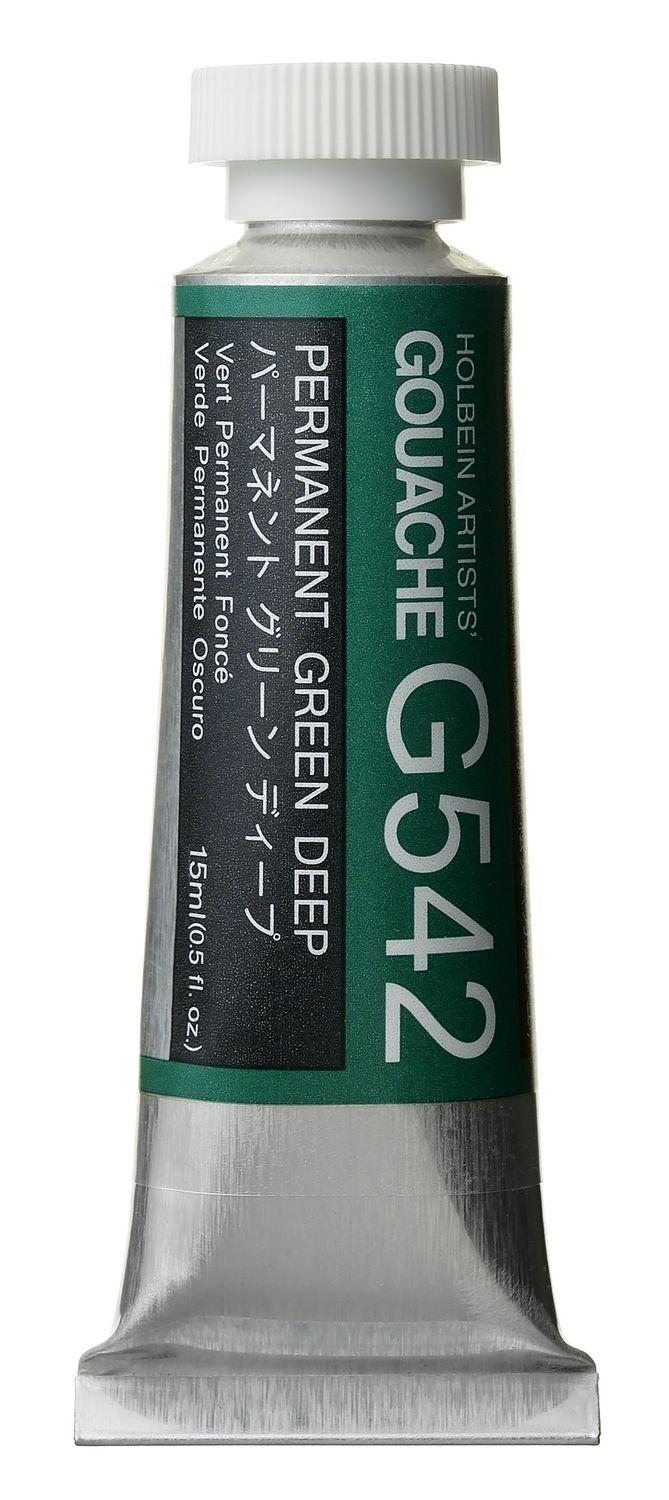 HOLBEIN ARTISTS'
GOUACHE G542
PERMANENT GREEN DEEP
パーマネント グリーン ディープ
Vert Permanent Foncé
Verde Permanente Oscuro 15ml(0.5 fl. oz.)